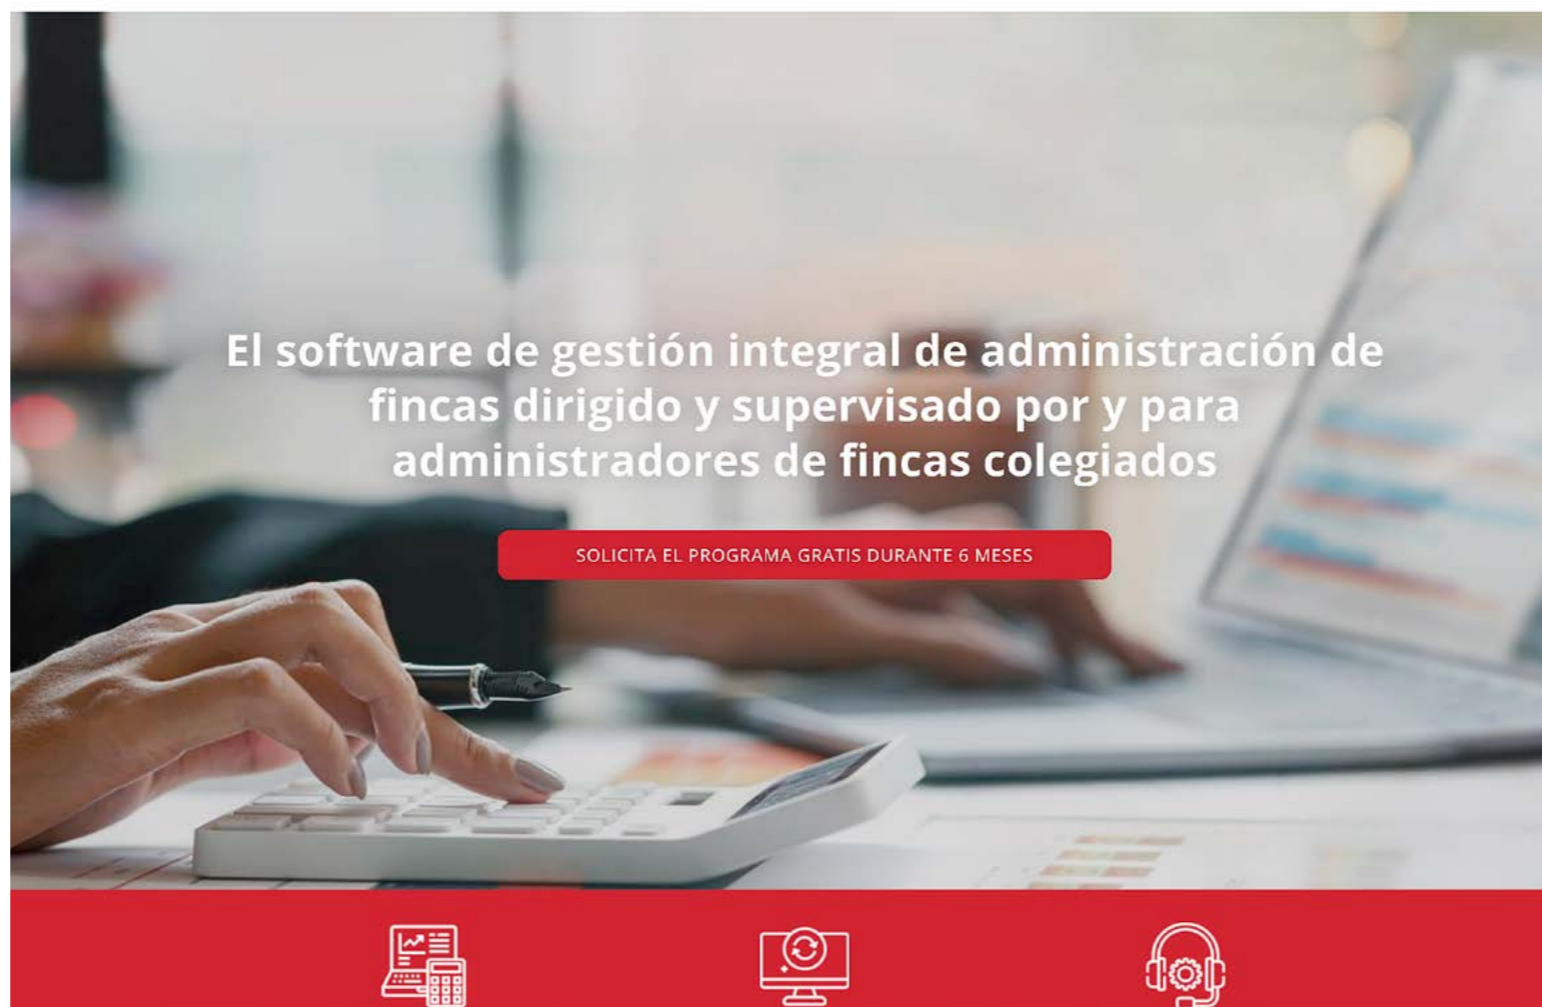 El software de gestión integral de administración de
fincas dirigido y supervisado por y para
administradores de fincas colegiados
SOLICITA EL PROGRAMA GRATIS DURANTE 6 MESES